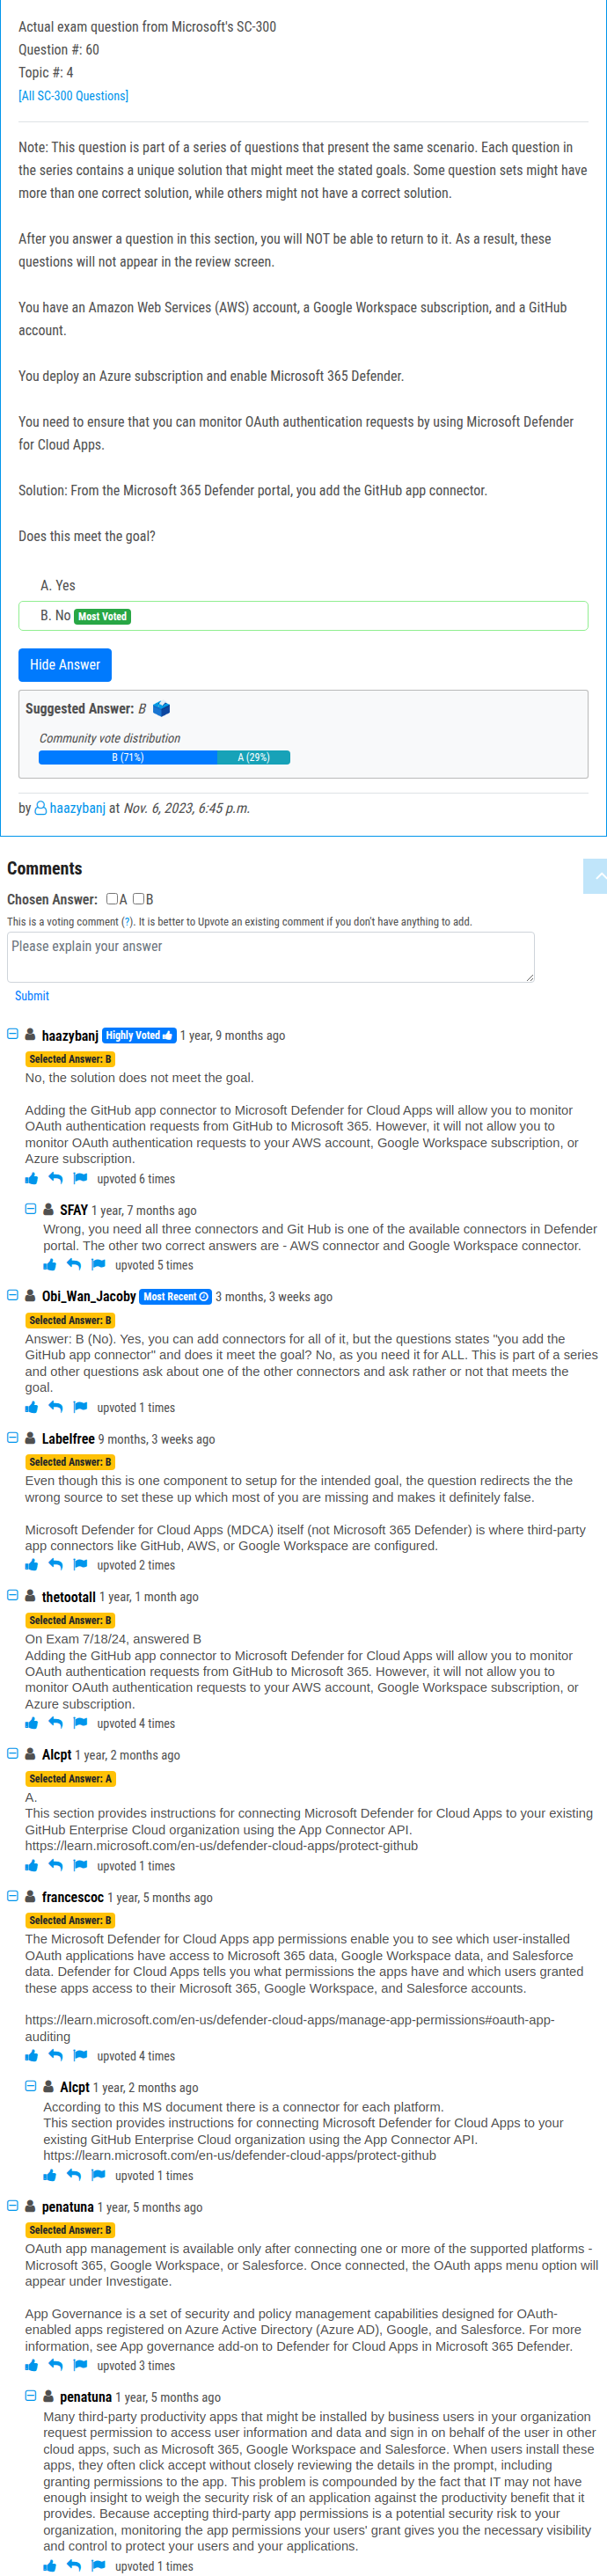 Actual exam question from Microsoft's SC-300
Question #: 60
Topic #: 4
[All SC-300 Questions]
Note: This question is part of a series of questions that present the same scenario. Each question in
the series contains a unique solution that might meet the stated goals. Some question sets might have
more than one correct solution, while others might not have a correct solution.
After you answer a question in this section, you will NOT be able to return to it. As a result, these
questions will not appear in the review screen.
You have an Amazon Web Services (AWS) account, a Google Workspace subscription, and a GitHub
account.
You deploy an Azure subscription and enable Microsoft 365 Defender.
You need to ensure that you can monitor OAuth authentication requests by using Microsoft Defender
for Cloud Apps.
Solution: From the Microsoft 365 Defender portal, you add the GitHub app connector.
Does this meet the goal?
A. Yes
B. No Most Voted
Hide Answer
Suggested Answer: B
Community vote distribution
B (71%) A (29%)
by haazybanj at Nov. 6, 2023, 6:45 p.m.
Comments
Chosen Answer: A B
This is a voting comment (?). It is better to Upvote an existing comment if you don't have anything to add.
Please explain your answer
Submit
haazybanj Highly Voted 1 year, 9 months ago
Selected Answer: B
No, the solution does not meet the goal.
Adding the GitHub app connector to Microsoft Defender for Cloud Apps will allow you to monitor
OAuth authentication requests from GitHub to Microsoft 365. However, it will not allow you to
monitor OAuth authentication requests to your AWS account, Google Workspace subscription, or
Azure subscription.
upvoted 6 times
SFAY 1 year, 7 months ago
Wrong, you need all three connectors and Git Hub is one of the available connectors in Defender
portal. The other two correct answers are - AWS connector and Google Workspace connector.
upvoted 5 times
Obi_Wan_Jacoby Most Recent 3 months, 3 weeks ago
Selected Answer: B
Answer: B (No). Yes, you can add connectors for all of it, but the questions states "you add the
GitHub app connector" and does it meet the goal? No, as you need it for ALL. This is part of a series
and other questions ask about one of the other connectors and ask rather or not that meets the
goal.
upvoted 1 times
Labelfree 9 months, 3 weeks ago
Selected Answer: B
Even though this is one component to setup for the intended goal, the question redirects the the
wrong source to set these up which most of you are missing and makes it definitely false.
Microsoft Defender for Cloud Apps (MDCA) itself (not Microsoft 365 Defender) is where third-party
app connectors like GitHub, AWS, or Google Workspace are configured.
upvoted 2 times
thetootall 1 year, 1 month ago
Selected Answer: B
On Exam 7/18/24, answered B
Adding the GitHub app connector to Microsoft Defender for Cloud Apps will allow you to monitor
OAuth authentication requests from GitHub to Microsoft 365. However, it will not allow you to
monitor OAuth authentication requests to your AWS account, Google Workspace subscription, or
Azure subscription.
upvoted 4 times
Alcpt 1 year, 2 months ago
Selected Answer: A
A.
This section provides instructions for connecting Microsoft Defender for Cloud Apps to your existing
GitHub Enterprise Cloud organization using the App Connector API.
https://learn.microsoft.com/en-us/defender-cloud-apps/protect-github
upvoted 1 times
francescoc 1 year, 5 months ago
Selected Answer: B
The Microsoft Defender for Cloud Apps app permissions enable you to see which user-installed
OAuth applications have access to Microsoft 365 data, Google Workspace data, and Salesforce
data. Defender for Cloud Apps tells you what permissions the apps have and which users granted
these apps access to their Microsoft 365, Google Workspace, and Salesforce accounts.
https://learn.microsoft.com/en-us/defender-cloud-apps/manage-app-permissions#oauth-app-
auditing
upvoted 4 times
Alcpt 1 year, 2 months ago
According to this MS document there is a connector for each platform.
This section provides instructions for connecting Microsoft Defender for Cloud Apps to your
existing GitHub Enterprise Cloud organization using the App Connector API.
https://learn.microsoft.com/en-us/defender-cloud-apps/protect-github
upvoted 1 times
penatuna 1 year, 5 months ago
Selected Answer: B
OAuth app management is available only after connecting one or more of the supported platforms -
Microsoft 365, Google Workspace, or Salesforce. Once connected, the OAuth apps menu option will
appear under Investigate.
App Governance is a set of security and policy management capabilities designed for OAuth-
enabled apps registered on Azure Active Directory (Azure AD), Google, and Salesforce. For more
information, see App governance add-on to Defender for Cloud Apps in Microsoft 365 Defender.
upvoted 3 times
penatuna 1 year, 5 months ago
Many third-party productivity apps that might be installed by business users in your organization
request permission to access user information and data and sign in on behalf of the user in other
cloud apps, such as Microsoft 365, Google Workspace and Salesforce. When users install these
apps, they often click accept without closely reviewing the details in the prompt, including
granting permissions to the app. This problem is compounded by the fact that IT may not have
enough insight to weigh the security risk of an application against the productivity benefit that it
provides. Because accepting third-party app permissions is a potential security risk to your
organization, monitoring the app permissions your users' grant gives you the necessary visibility
and control to protect your users and your applications.
upvoted 1 times